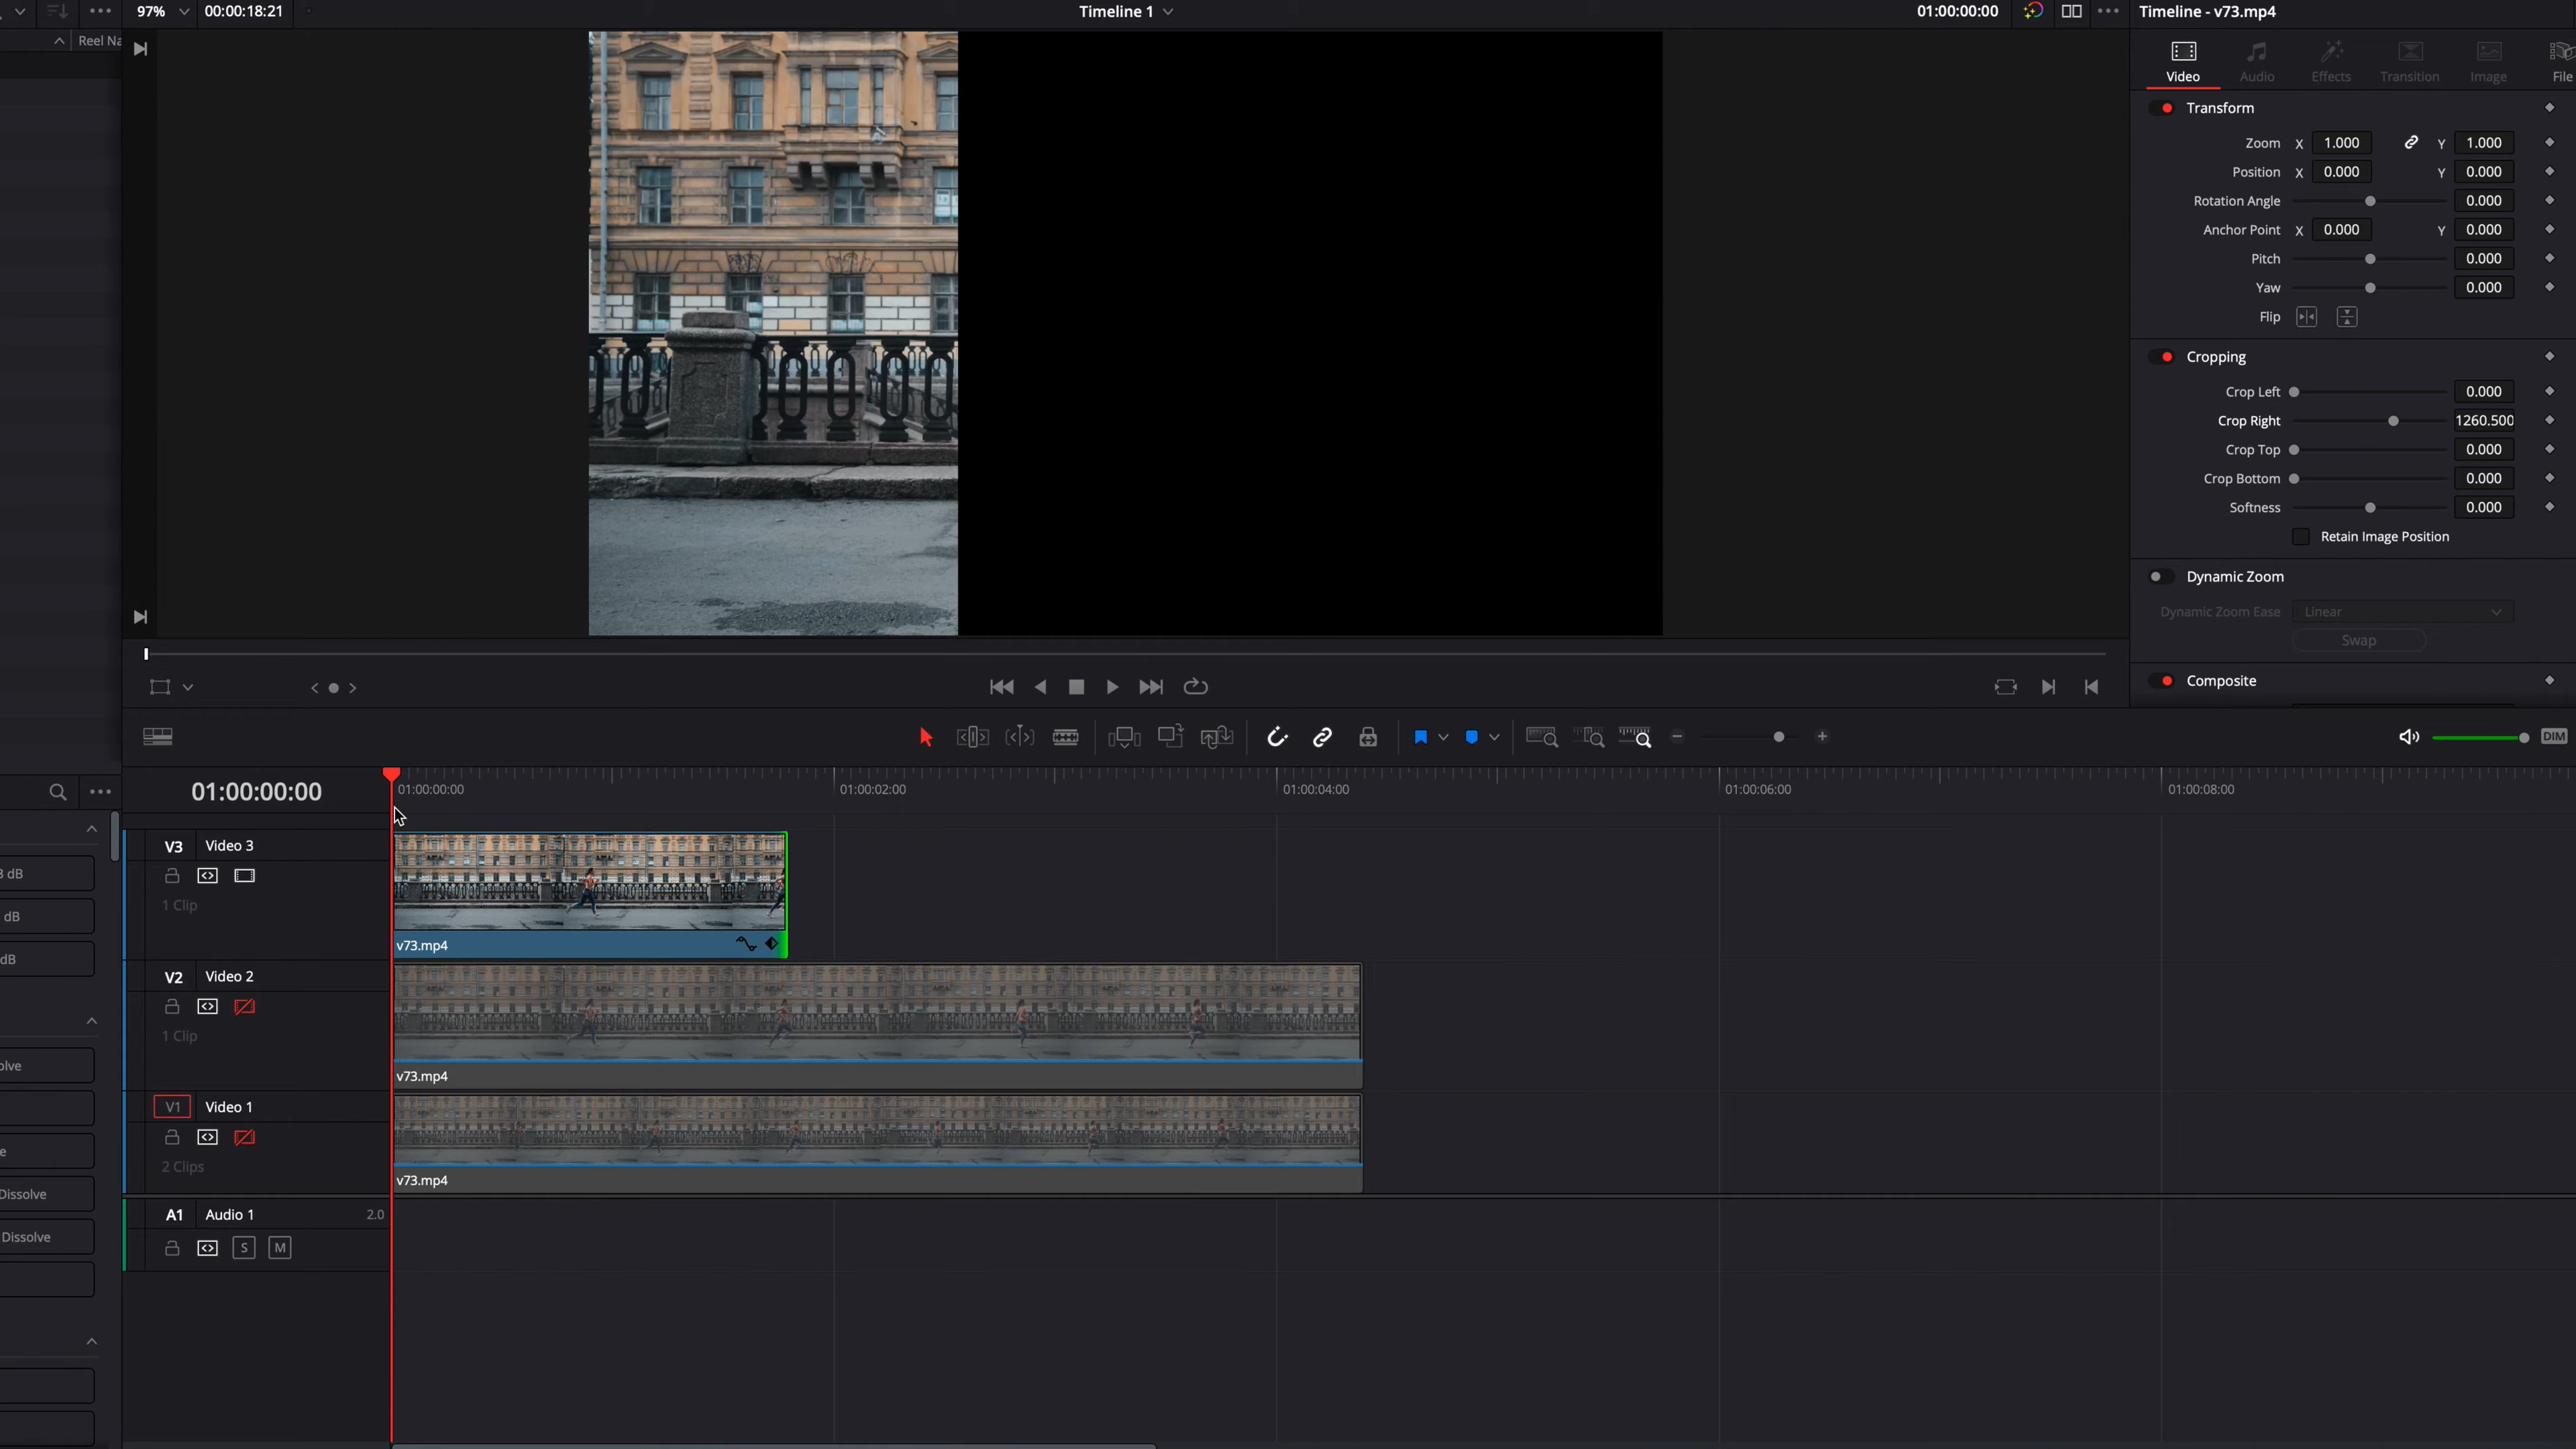 97%
00:00:18:21
Timeline 1
01:00:00:00
Timeline - v73.mp4
Reel Na
Video
Audio
Effects
Transition
Image
File
Transform
Zoom X 1.000 Y 1.000
Position X 0.000 Y 0.000
Rotation Angle 0.000
Anchor Point X 0.000 Y 0.000
Pitch 0.000
Yaw 0.000
Flip
Cropping
Crop Left 0.000
Crop Right 1260.500
Crop Top 0.000
Crop Bottom 0.000
Softness 0.000
Retain Image Position
Dynamic Zoom
Dynamic Zoom Ease Linear
Swap
Composite
DIM
01:00:00:00
01:00:00:00
01:00:02:00
01:00:04:00
01:00:06:00
01:00:08:00
V3 Video 3
1 Clip
v73.mp4
V2 Video 2
1 Clip
v73.mp4
V1 Video 1
2 Clips
v73.mp4
A1 Audio 1 2.0
S M
3 dB
dB
dB
olve
e
Dissolve
Dissolve